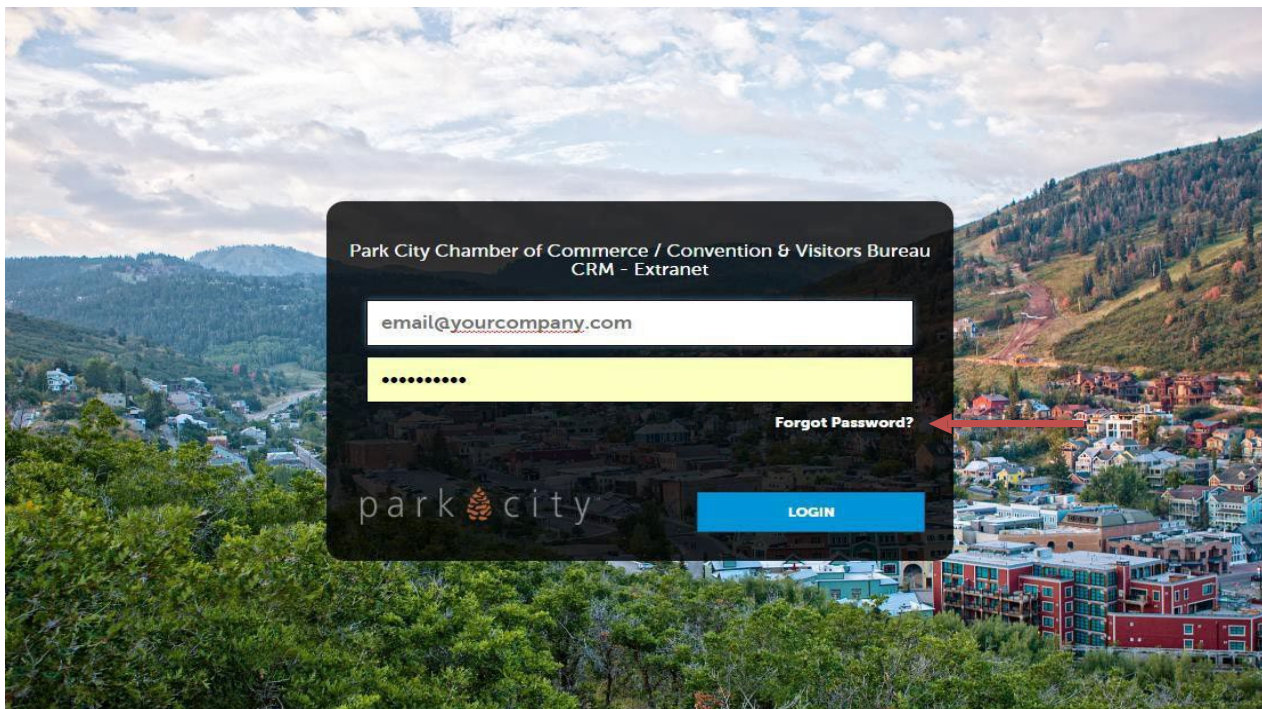 Park City Chamber of Commerce / Convention & Visitors Bureau
CRM - Extranet
email@yourcompany.com
••••••••••
Forgot Password?
park city
LOGIN